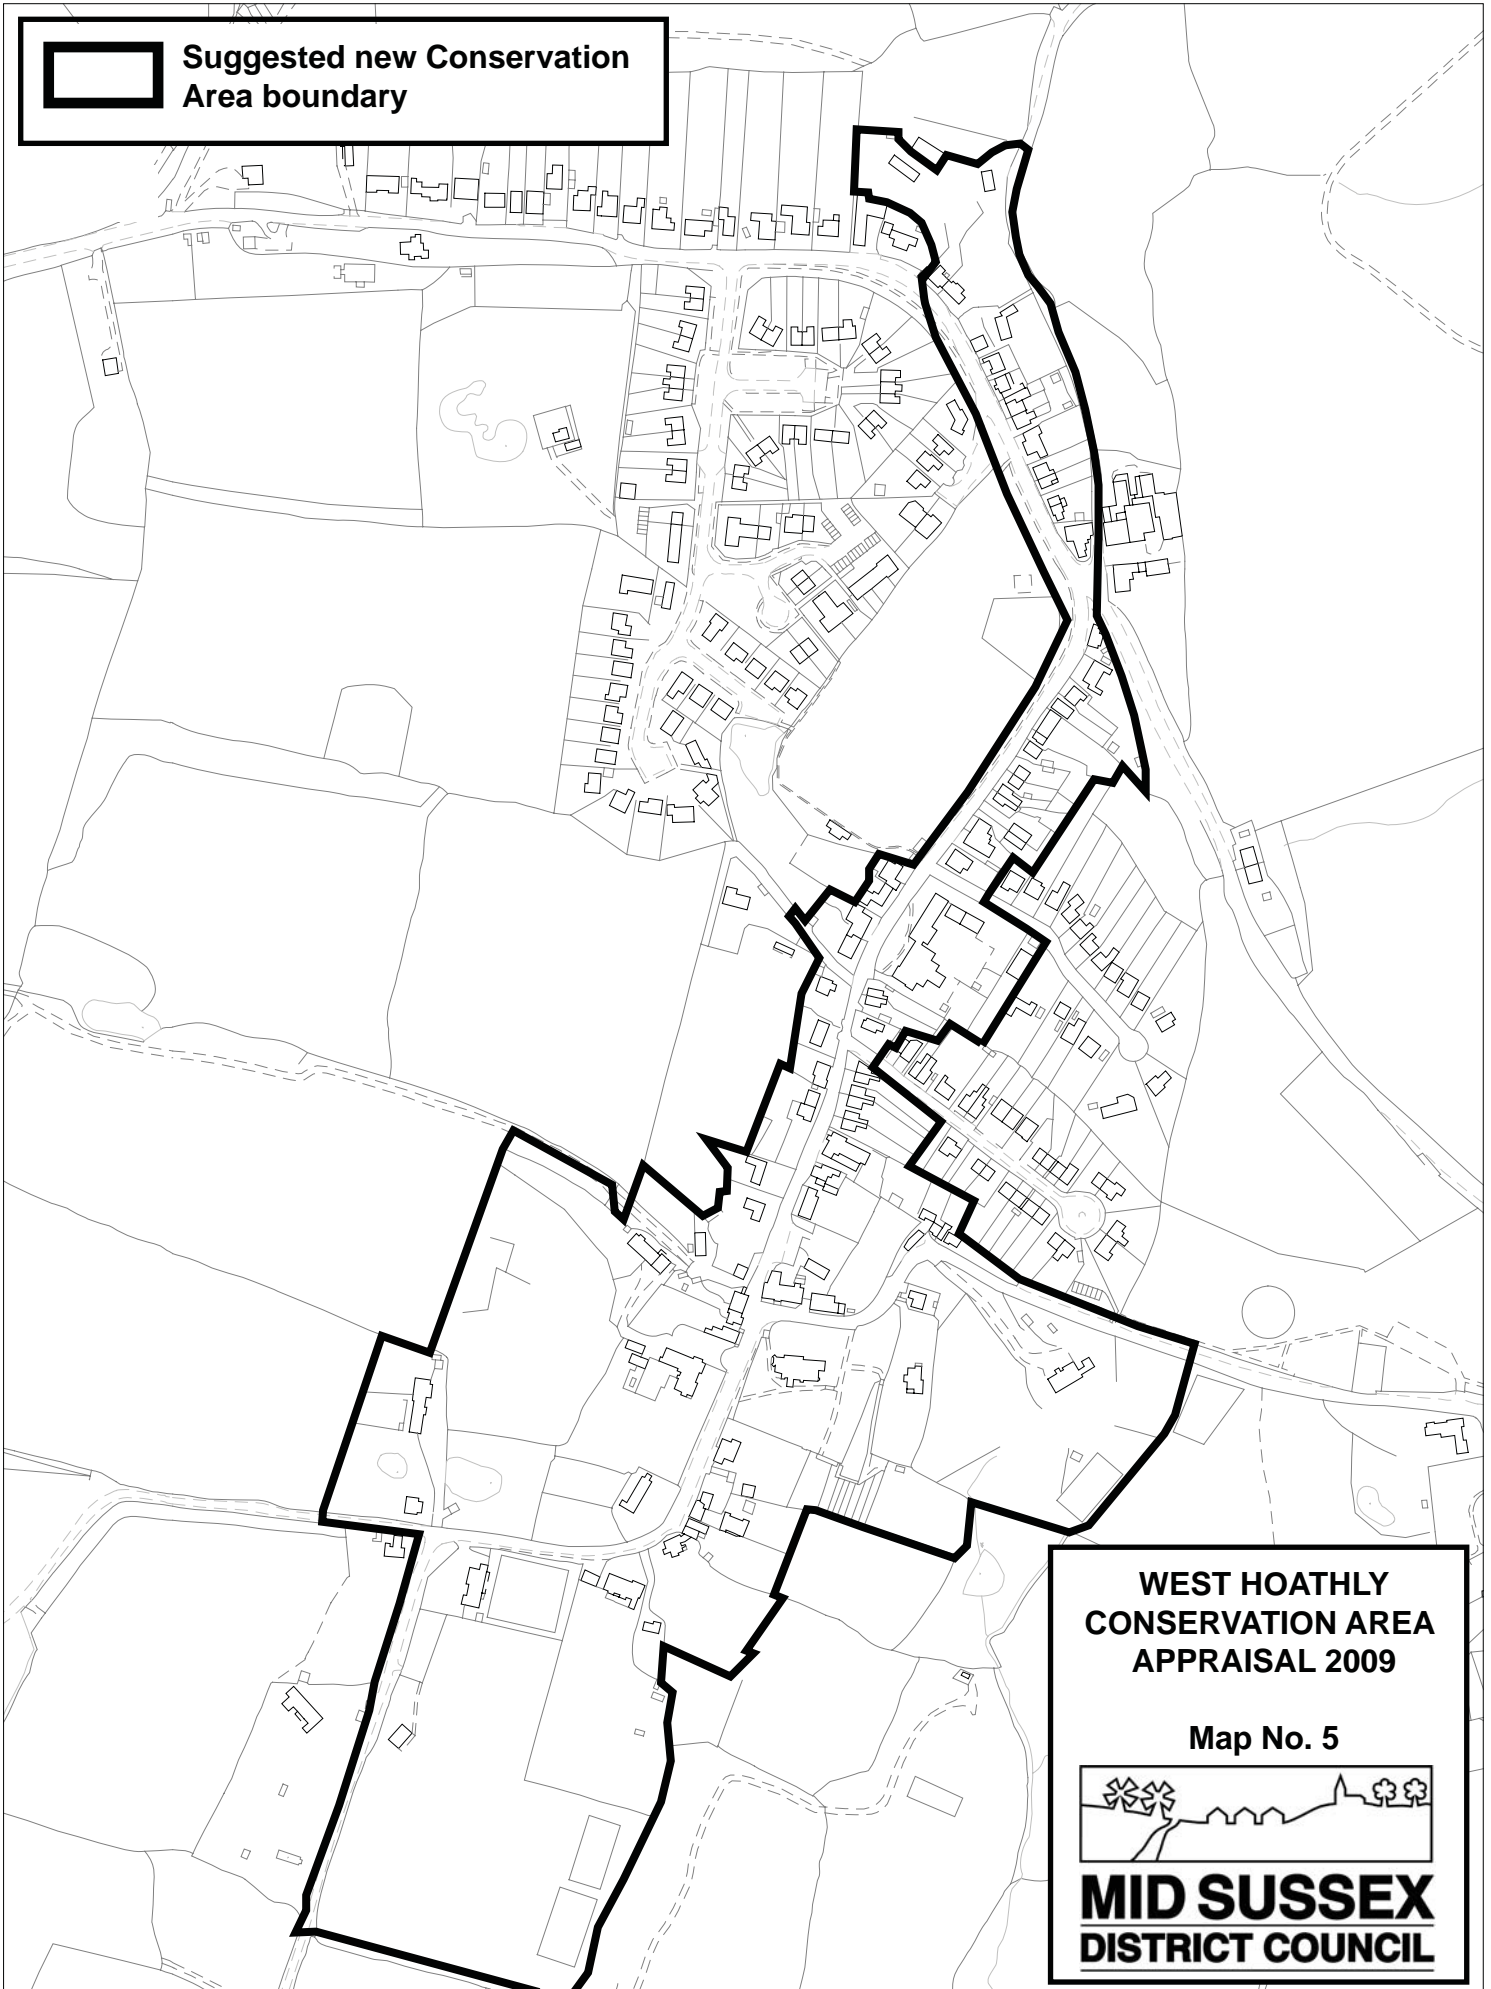 Suggested new Conservation
Area boundary
WEST HOATHLY
CONSERVATION AREA
APPRAISAL 2009
Map No. 5
MID SUSSEX
DISTRICT COUNCIL